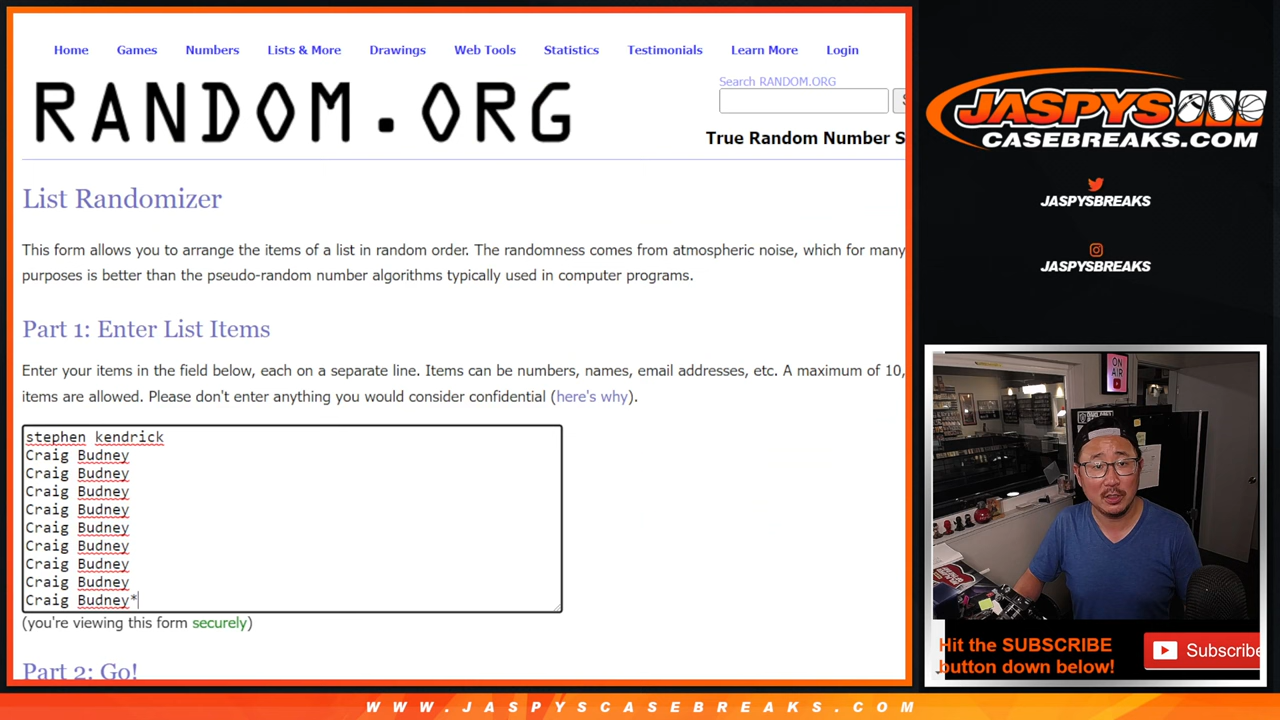 Home Games Numbers Lists & More Drawings Web Tools Statistics Testimonials Learn More Login
RANDOM.ORG
Search RANDOM.ORG
True Random Number S
List Randomizer
This form allows you to arrange the items of a list in random order. The randomness comes from atmospheric noise, which for many
purposes is better than the pseudo-random number algorithms typically used in computer programs.
Part 1: Enter List Items
Enter your items in the field below, each on a separate line. Items can be numbers, names, email addresses, etc. A maximum of 10,
items are allowed. Please don't enter anything you would consider confidential (here's why).
stephen kendrick
Craig Budney
Craig Budney
Craig Budney
Craig Budney
Craig Budney
Craig Budney
Craig Budney
Craig Budney
Craig Budney*
(you're viewing this form securely)
Part 2: Go!
JASPYS
CASEBREAKS.COM
JASPYSBREAKS
JASPYSBREAKS
ON
AIR
Hit the SUBSCRIBE
button down below!
Subscribe
WWW.JASPYSCASEBREAKS.COM